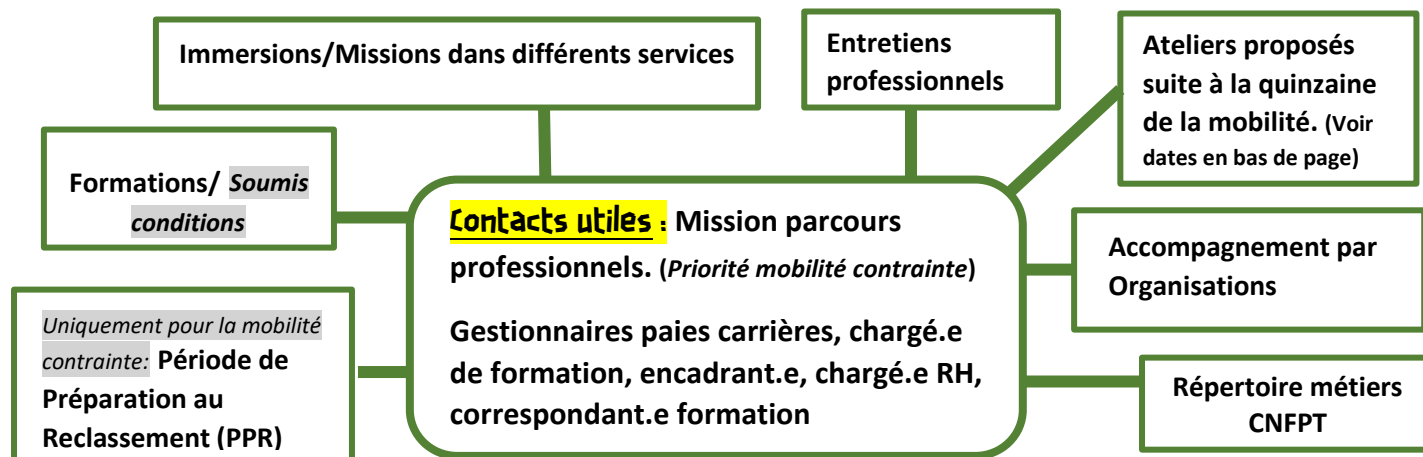 Immersions/Missions dans différents services
Entretiens
professionnels
Ateliers proposés
suite à la quinzaine
de la mobilité. (Voir
dates en bas de page)
Formations/ Soumis
conditions
Contacts utiles : Mission parcours
professionnels. (Priorité mobilité contrainte)
Gestionnaires paies carrières, chargé.e
de formation, encadrant.e, chargé.e RH,
correspondant.e formation
Accompagnement par
Organisations
Uniquement pour la mobilité
contrainte: Période de
Préparation au
Reclassement (PPR)
Répertoire métiers
CNFPT